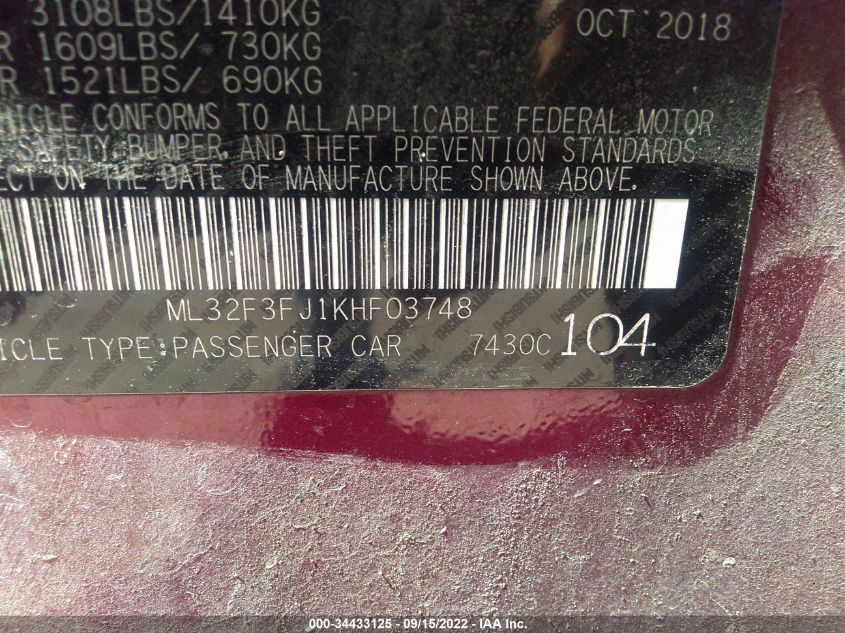 3108LBS/1410KG OCT'2018
R 1609LBS/ 730KG
R 1521LBS/ 690KG
HICLE CONFORMS TO ALL APPLICABLE FEDERAL MOTOR
SAFETY, BUMPER, AND THEFT PREVENTION STANDARDS
ECT ON THE DATE OF MANUFACTURE SHOWN ABOVE.
ML32F3FJ1KHF03748
ICLE TYPE:PASSENGER CAR 7430C 104
MITSUBISHI
000-34433125 - 09/15/2022 - IAA Inc.